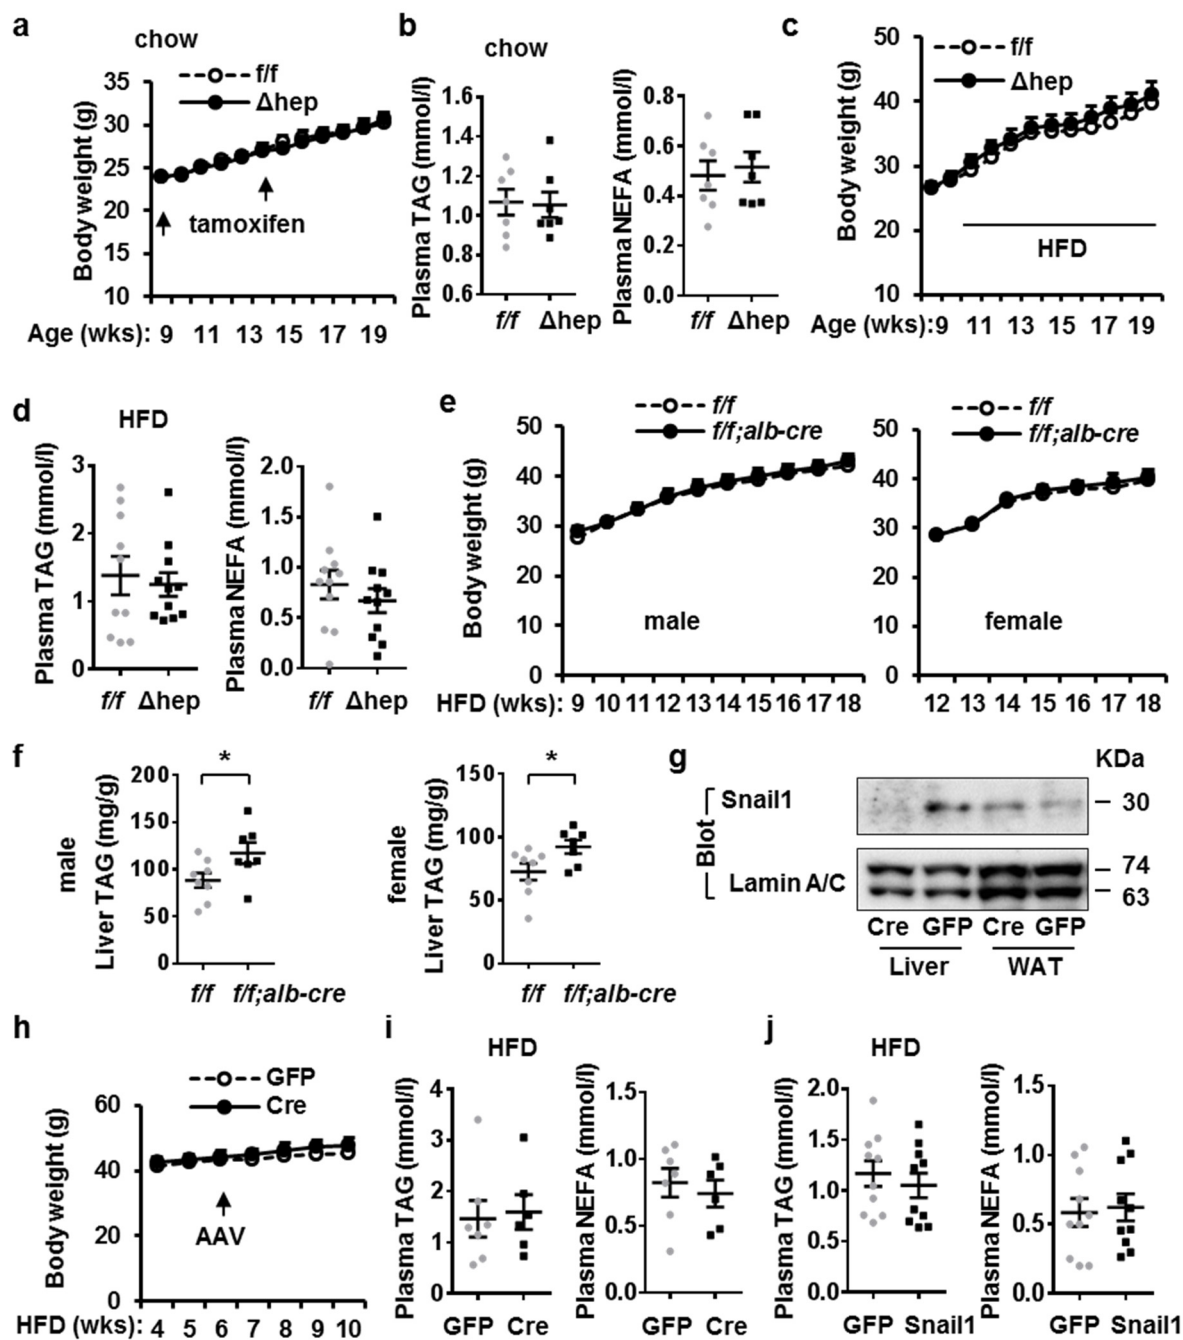 a
chow
f/f
Δhep
Body weight (g)
35
30
25
20
15
10
tamoxifen
Age (wks): 9 11 13 15 17 19
b
chow
Plasma TAG (mmol/l)
1.6
1.4
1.2
1.0
0.8
0.6
f/f Δhep
Plasma NEFA (mmol/l)
0.8
0.6
0.4
0.2
0.0
f/f Δhep
c
f/f
Δhep
Body weight (g)
50
40
30
20
10
HFD
Age (wks):9 11 13 15 17 19
d
HFD
Plasma TAG (mmol/l)
3
2
1
0
f/f Δhep
Plasma NEFA (mmol/l)
2.0
1.5
1.0
0.5
0.0
f/f Δhep
e
f/f
f/f;alb-cre
Body weight (g)
50
40
30
20
10
0
male
HFD (wks): 9 10 11 12 13 14 15 16 17 18
f/f
f/f;alb-cre
50
40
30
20
10
0
female
12 13 14 15 16 17 18
f
male
Liver TAG (mg/g)
200
150
100
50
0
*
f/f f/f;alb-cre
female
Liver TAG (mg/g)
150
100
50
0
*
f/f f/f;alb-cre
g
KDa
Blot
Snail1
30
Lamin A/C
74
63
Cre GFP Cre GFP
Liver WAT
h
GFP
Cre
Body weight (g)
60
40
20
0
AAV
HFD (wks): 4 5 6 7 8 9 10
i
HFD
Plasma TAG (mmol/l)
4
3
2
1
0
GFP Cre
Plasma NEFA (mmol/l)
1.5
1.0
0.5
0.0
GFP Cre
j
HFD
Plasma TAG (mmol/l)
2.0
1.5
1.0
0.5
0.0
GFP Snail1
Plasma NEFA (mmol/l)
1.5
1.0
0.5
0.0
GFP Snail1